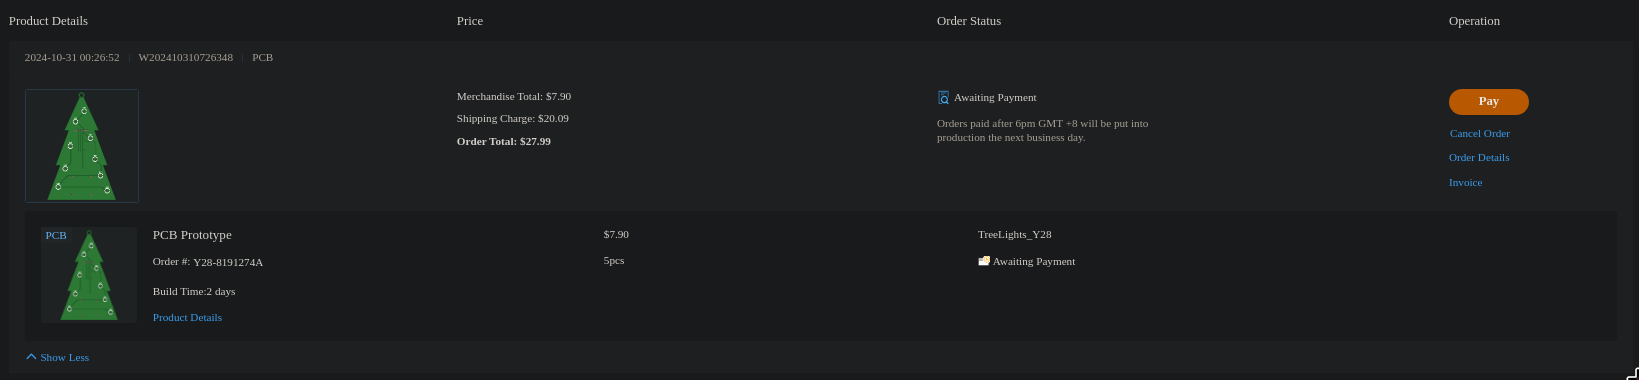 Product Details Price Order Status Operation
2024-10-31 00:26:52 W202410310726348 PCB
Merchandise Total: $7.90
Shipping Charge: $20.09
Order Total: $27.99
Awaiting Payment
Orders paid after 6pm GMT +8 will be put into
production the next business day.
Pay
Cancel Order
Order Details
Invoice
PCB
PCB Prototype
Order #: Y28-8191274A
Build Time:2 days
Product Details
$7.90
5pcs
TreeLights_Y28
Awaiting Payment
Show Less